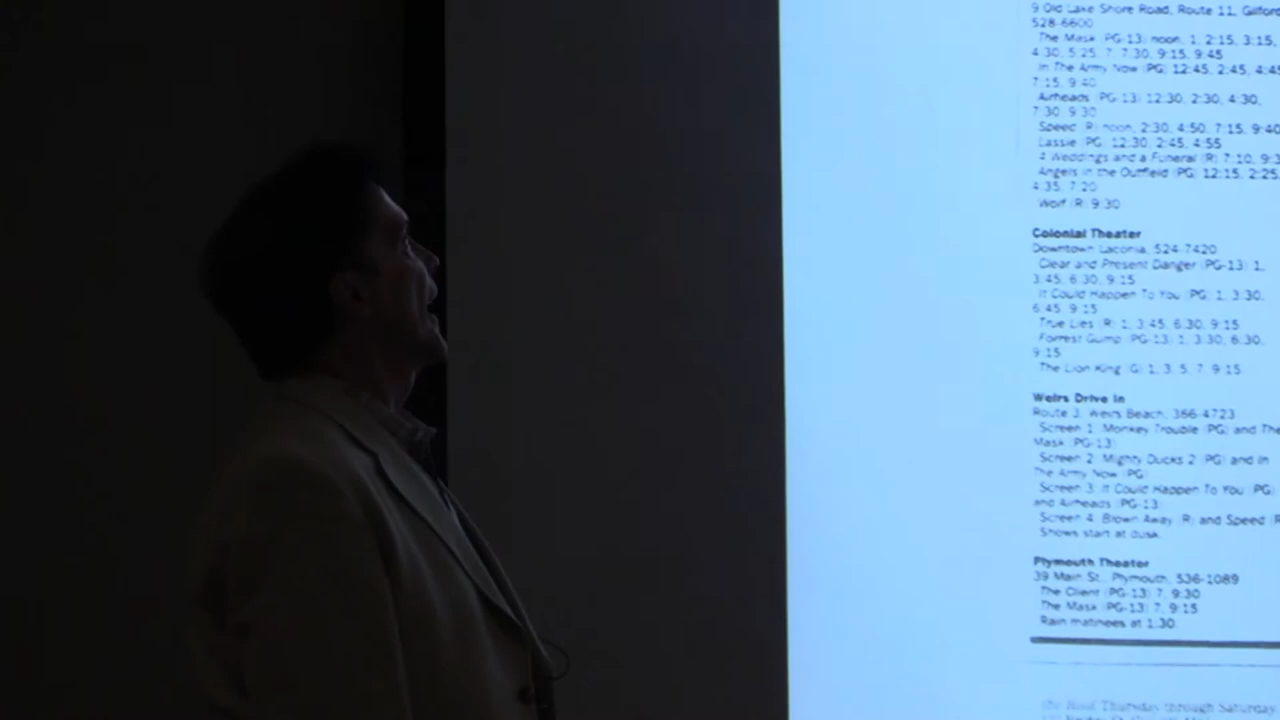 9 Old Lake Shore Road, Route 11, Gilford
528-6600
The Mask (PG-13) noon, 1, 2:15, 3:15,
4:30, 5:25, 7, 7:30, 9:15, 9:45
In The Army Now (PG) 12:45, 2:45, 4:45
7:15, 9:40
Airheads (PG-13) 12:30, 2:30, 4:30,
7:30, 9:30
Speed (R) noon, 2:30, 4:50, 7:15, 9:40
Lassie (PG) 12:30, 2:45, 4:55
4 Weddings and a Funeral (R) 7:10,
Angels in the Outfield (PG) 12:15, 2:25,
4:35, 7:20
Wolf (R) 9:30
Colonial Theater
Downtown Laconia, 524-7420
Clear and Present Danger (PG-13) 1,
3:45, 6:30, 9:15
It Could Happen To You (PG) 1, 3:30,
6:45, 9:15
True Lies (R) 1, 3:45, 6:30, 9:15
Forrest Gump (PG-13) 1, 3:30, 6:30,
9:15
The Lion King (G) 1, 3, 5, 7, 9:15
Weirs Drive In
Route 3, Weirs Beach, 366-4723
Screen 1: Monkey Trouble (PG) and The
Mask (PG-13)
Screen 2: Mighty Ducks 2 (PG) and In
The Army Now (PG)
Screen 3: It Could Happen To You (PG)
and Airheads (PG-13)
Screen 4: Blown Away (R) and Speed (R
Shows start at dusk.
Plymouth Theater
39 Main St., Plymouth, 536-1089
The Client (PG-13) 7, 9:30
The Mask (PG-13) 7, 9:15
Rain matinees at 1:30.
Thursday through Saturday